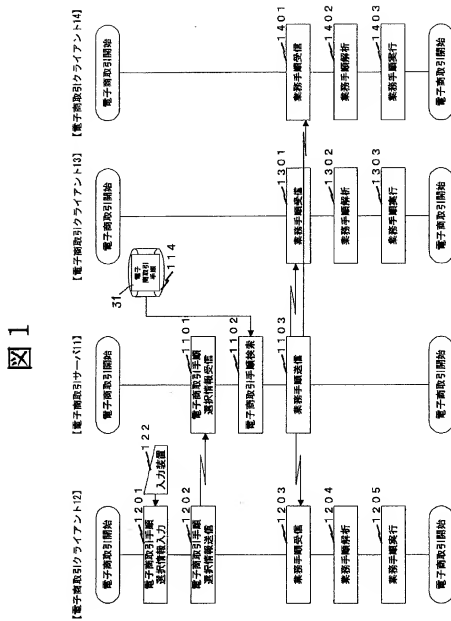 図1
【電子商取引クライアント12】
電子商取引開始
1201
電子商取引手順
選択情報入力
122
入力装置
1202
電子商取引手順
選択情報送信
1203
業務手順受信
1204
業務手順解析
1205
業務手順実行
電子商取引開始
【電子商取引サーバ11】
電子商取引開始
31
電子
商取引
手順
114
1101
電子商取引手順
選択情報受信
1102
電子商取引手順検索
1103
業務手順送信
電子商取引開始
【電子商取引クライアント13】
電子商取引開始
1301
業務手順受信
1302
業務手順解析
1303
業務手順実行
電子商取引開始
【電子商取引クライアント14】
電子商取引開始
1401
業務手順受信
1402
業務手順解析
1403
業務手順実行
電子商取引開始